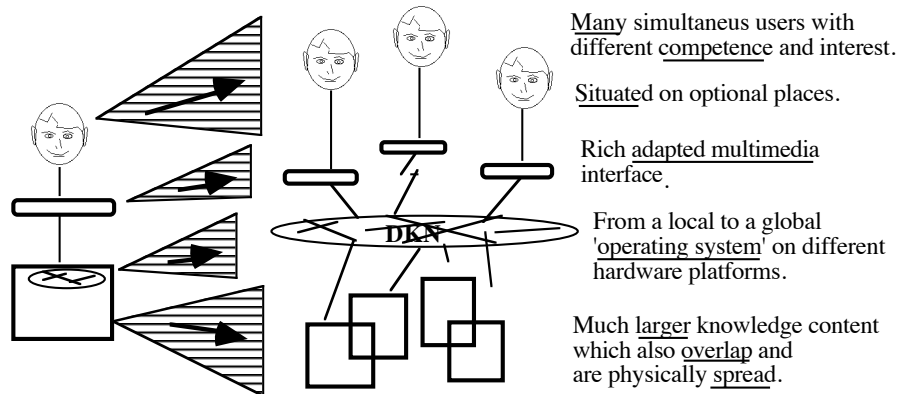 Many simultaneus users with
different competence and interest.
Situated on optional places.
Rich adapted multimedia
interface.
DKN
From a local to a global
'operating system' on different
hardware platforms.
Much larger knowledge content
which also overlap and
are physically spread.